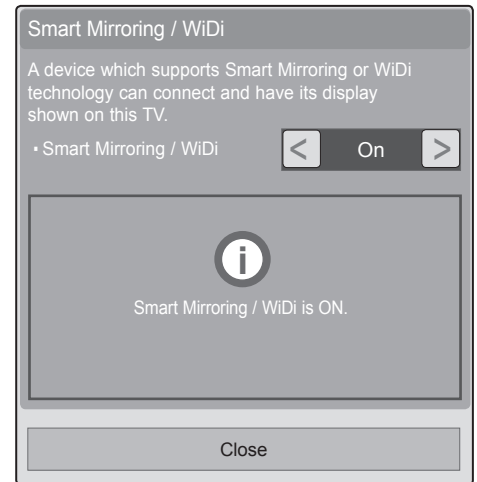 Smart Mirroring / WiDi
A device which supports Smart Mirroring or WiDi
technology can connect and have its display
shown on this TV.
• Smart Mirroring / WiDi < On >
i
Smart Mirroring / WiDi is ON.
Close